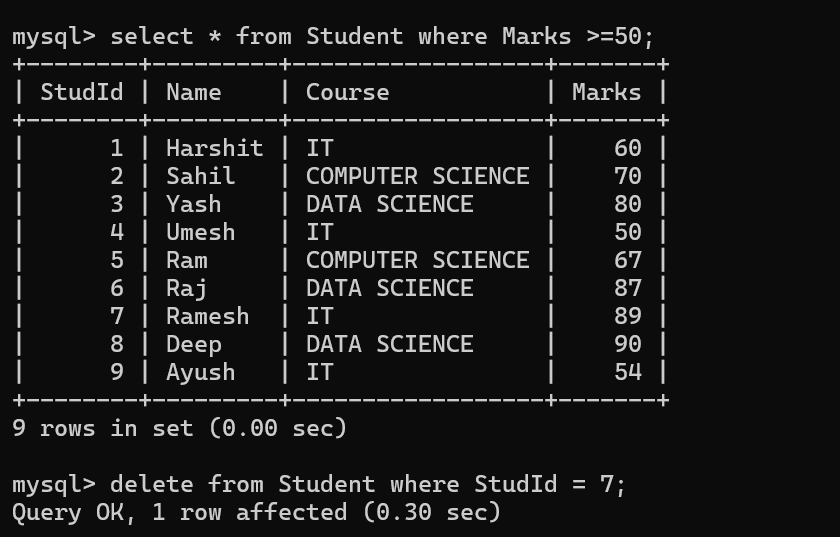 mysql> select * from Student where Marks >=50;
+--------+---------+------------------+-------+
| StudId | Name    | Course           | Marks |
+--------+---------+------------------+-------+
|      1 | Harshit | IT               |    60 |
|      2 | Sahil   | COMPUTER SCIENCE |    70 |
|      3 | Yash    | DATA SCIENCE     |    80 |
|      4 | Umesh   | IT               |    50 |
|      5 | Ram     | COMPUTER SCIENCE |    67 |
|      6 | Raj     | DATA SCIENCE     |    87 |
|      7 | Ramesh  | IT               |    89 |
|      8 | Deep    | DATA SCIENCE     |    90 |
|      9 | Ayush   | IT               |    54 |
+--------+---------+------------------+-------+
9 rows in set (0.00 sec)

mysql> delete from Student where StudId = 7;
Query OK, 1 row affected (0.30 sec)